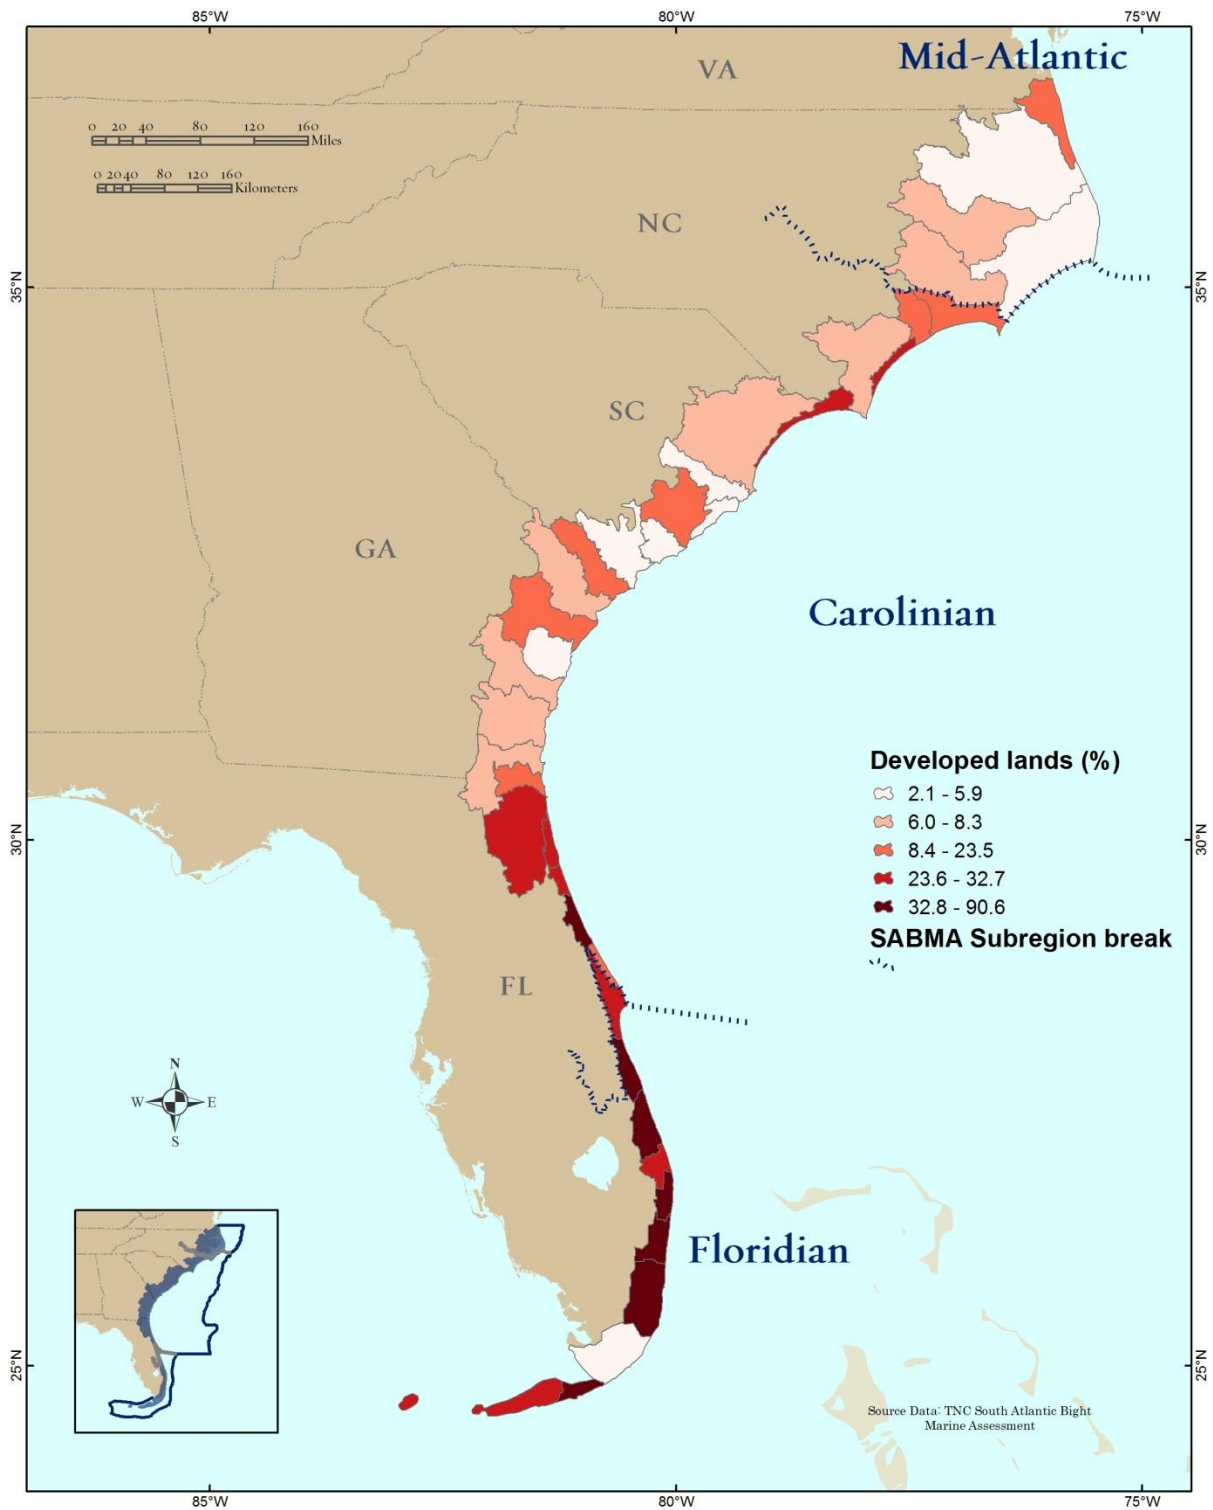 85°W 80°W 75°W
Mid-Atlantic
VA
0 20 40 80 120 160
Miles
0 20 40 80 120 160
Kilometers
NC
35°N 35°N
SC
GA
Carolinian
Developed lands (%)
2.1 - 5.9
6.0 - 8.3
8.4 - 23.5
23.6 - 32.7
32.8 - 90.6
SABMA Subregion break
30°N 30°N
FL
N
W E
S
Floridian
25°N 25°N
Source Data: TNC South Atlantic Bight
Marine Assessment
85°W 80°W 75°W